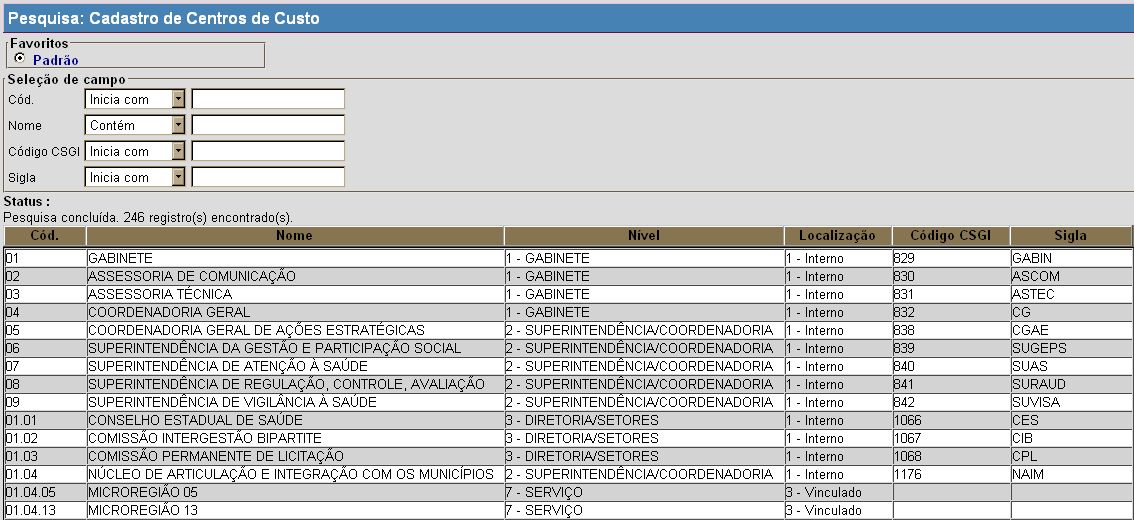 Pesquisa: Cadastro de Centros de Custo
Favoritos
Padrão
Seleção de campo
Cód. Inicia com
Nome Contém
Código CSGI Inicia com
Sigla Inicia com
Status :
Pesquisa concluída. 246 registro(s) encontrado(s).
Cód. Nome Nível Localização Código CSGI Sigla
01 GABINETE 1 - GABINETE 1 - Interno 829 GABIN
02 ASSESSORIA DE COMUNICAÇÃO 1 - GABINETE 1 - Interno 830 ASCOM
03 ASSESSORIA TÉCNICA 1 - GABINETE 1 - Interno 831 ASTEC
04 COORDENADORIA GERAL 1 - GABINETE 1 - Interno 832 CG
05 COORDENADORIA GERAL DE AÇÕES ESTRATÉGICAS 2 - SUPERINTENDÊNCIA/COORDENADORIA 1 - Interno 838 CGAE
06 SUPERINTENDÊNCIA DA GESTÃO E PARTICIPAÇÃO SOCIAL 2 - SUPERINTENDÊNCIA/COORDENADORIA 1 - Interno 839 SUGEPS
07 SUPERINTENDÊNCIA DE ATENÇÃO À SAÚDE 2 - SUPERINTENDÊNCIA/COORDENADORIA 1 - Interno 840 SUAS
08 SUPERINTENDÊNCIA DE REGULAÇÃO, CONTROLE, AVALIAÇÃO 2 - SUPERINTENDÊNCIA/COORDENADORIA 1 - Interno 841 SURAUD
09 SUPERINTENDÊNCIA DE VIGILÂNCIA À SAÚDE 2 - SUPERINTENDÊNCIA/COORDENADORIA 1 - Interno 842 SUVISA
01.01 CONSELHO ESTADUAL DE SAÚDE 3 - DIRETORIA/SETORES 1 - Interno 1066 CES
01.02 COMISSÃO INTERGESTÃO BIPARTITE 3 - DIRETORIA/SETORES 1 - Interno 1067 CIB
01.03 COMISSÃO PERMANENTE DE LICITAÇÃO 3 - DIRETORIA/SETORES 1 - Interno 1068 CPL
01.04 NÚCLEO DE ARTICULAÇÃO E INTEGRAÇÃO COM OS MUNICÍPIOS 2 - SUPERINTENDÊNCIA/COORDENADORIA 1 - Interno 1176 NAIM
01.04.05 MICROREGIÃO 05 7 - SERVIÇO 3 - Vinculado
01.04.13 MICROREGIÃO 13 7 - SERVIÇO 3 - Vinculado